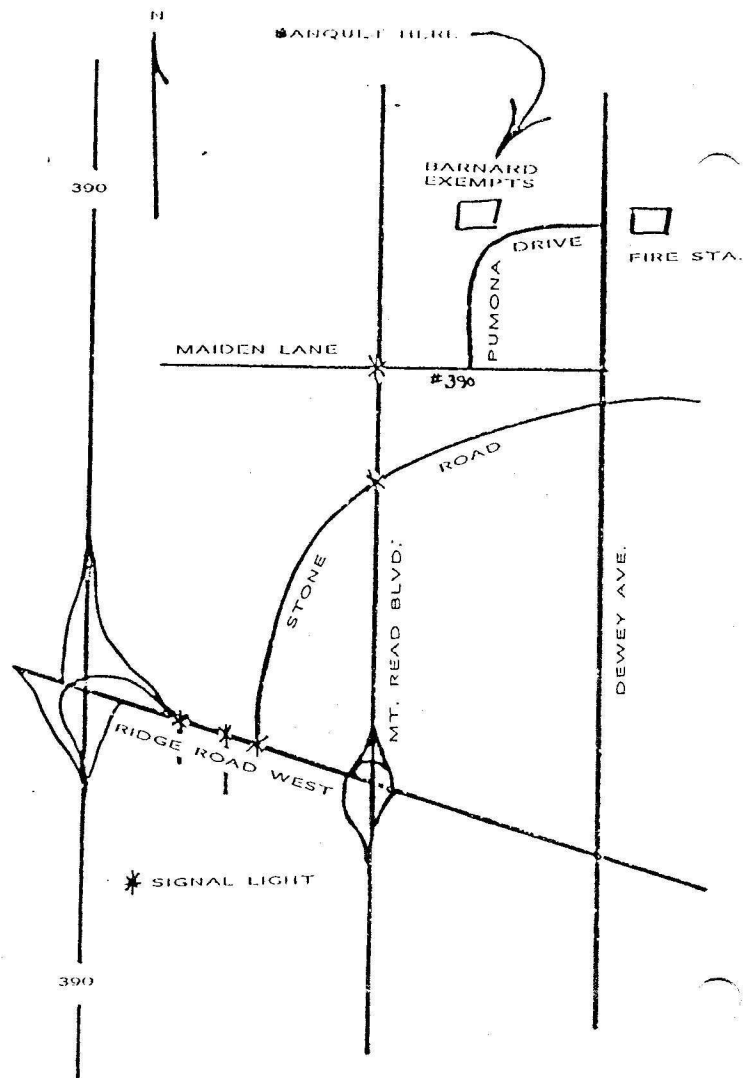 N
BANQUET HERE
390
BARNARD
EXEMPTS
DRIVE
FIRE STA.
PUMONA
MAIDEN LANE
#390
ROAD
STONE
MT. READ BLVD.
DEWEY AVE.
RIDGE ROAD WEST
SIGNAL LIGHT
390